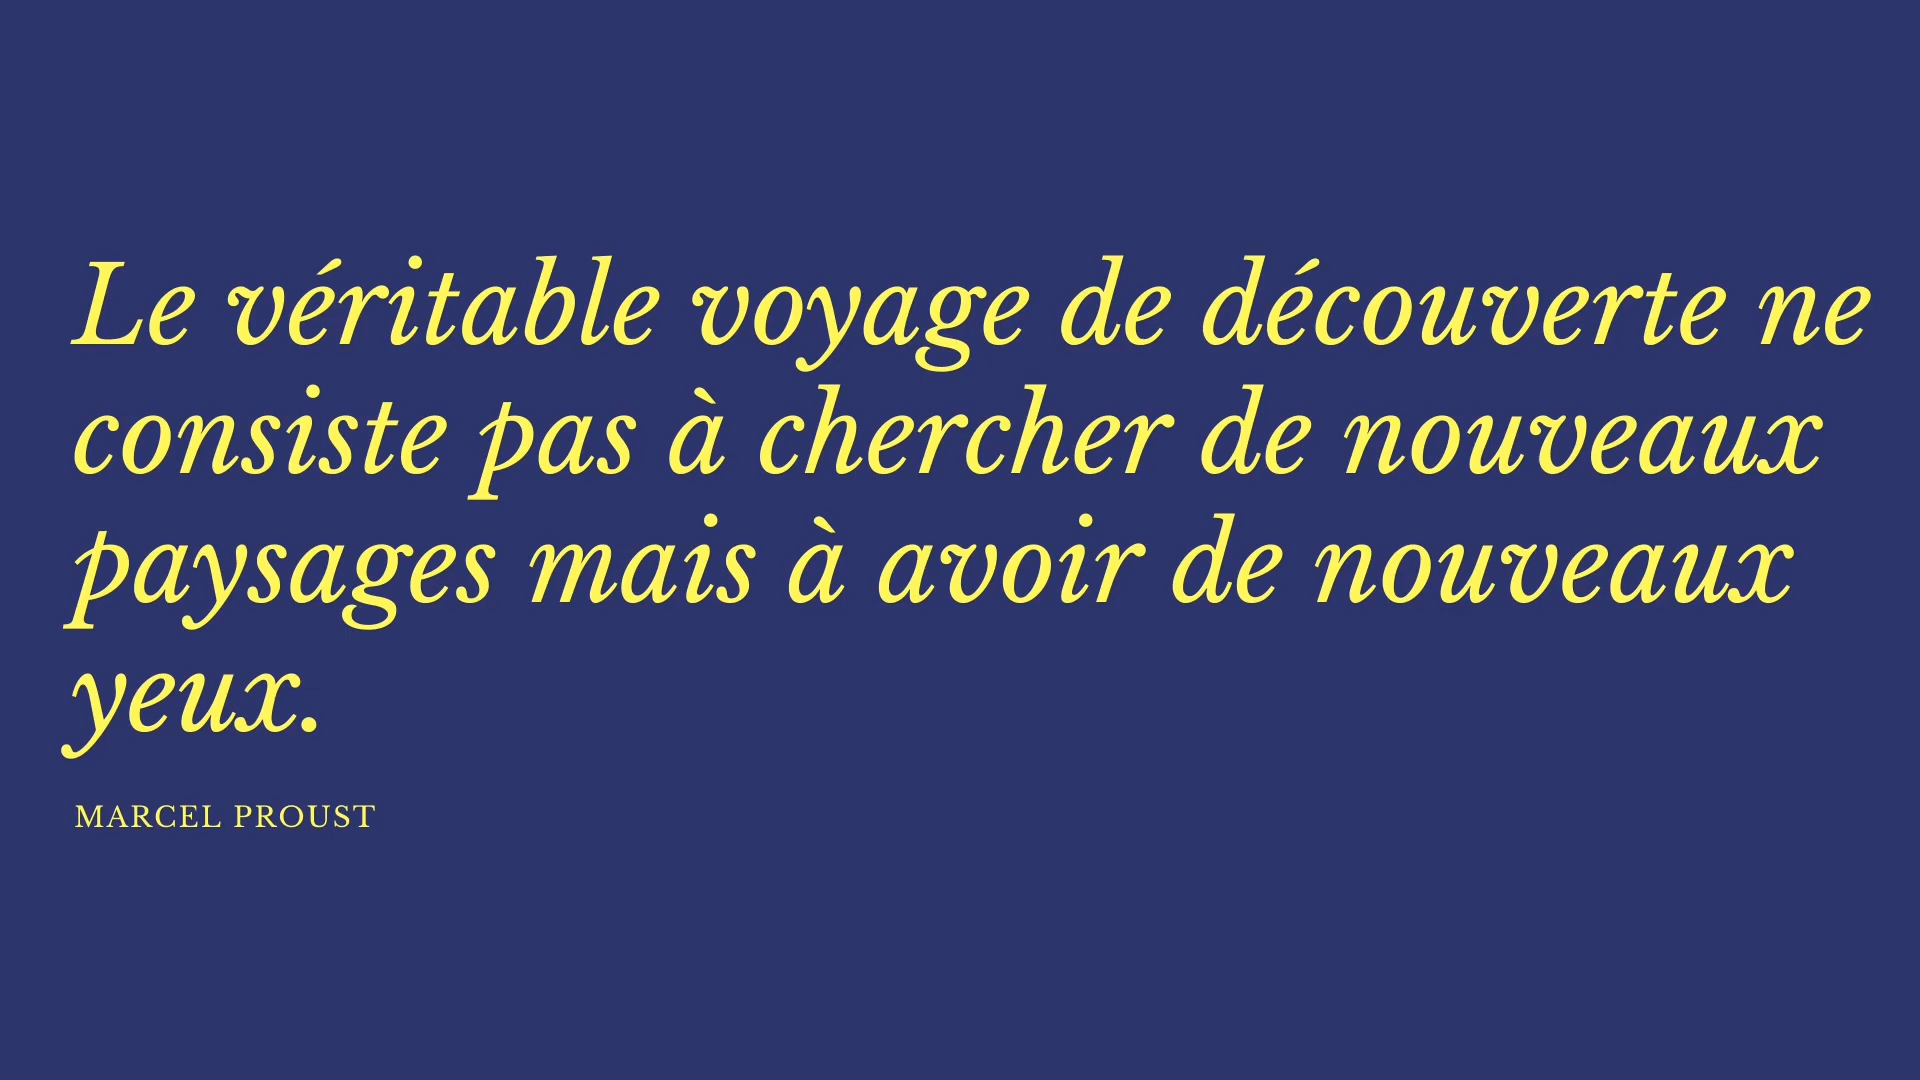 Le véritable voyage de découverte ne
consiste pas à chercher de nouveaux
paysages mais à avoir de nouveaux
yeux.
MARCEL PROUST